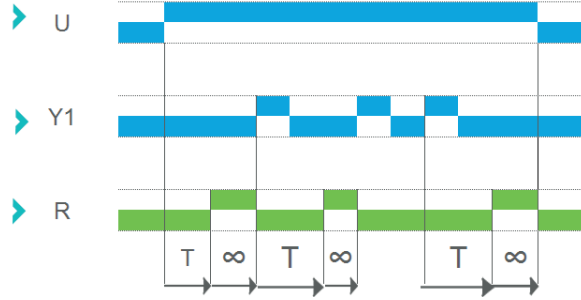 U
Y1
R
T ∞ T ∞ T ∞